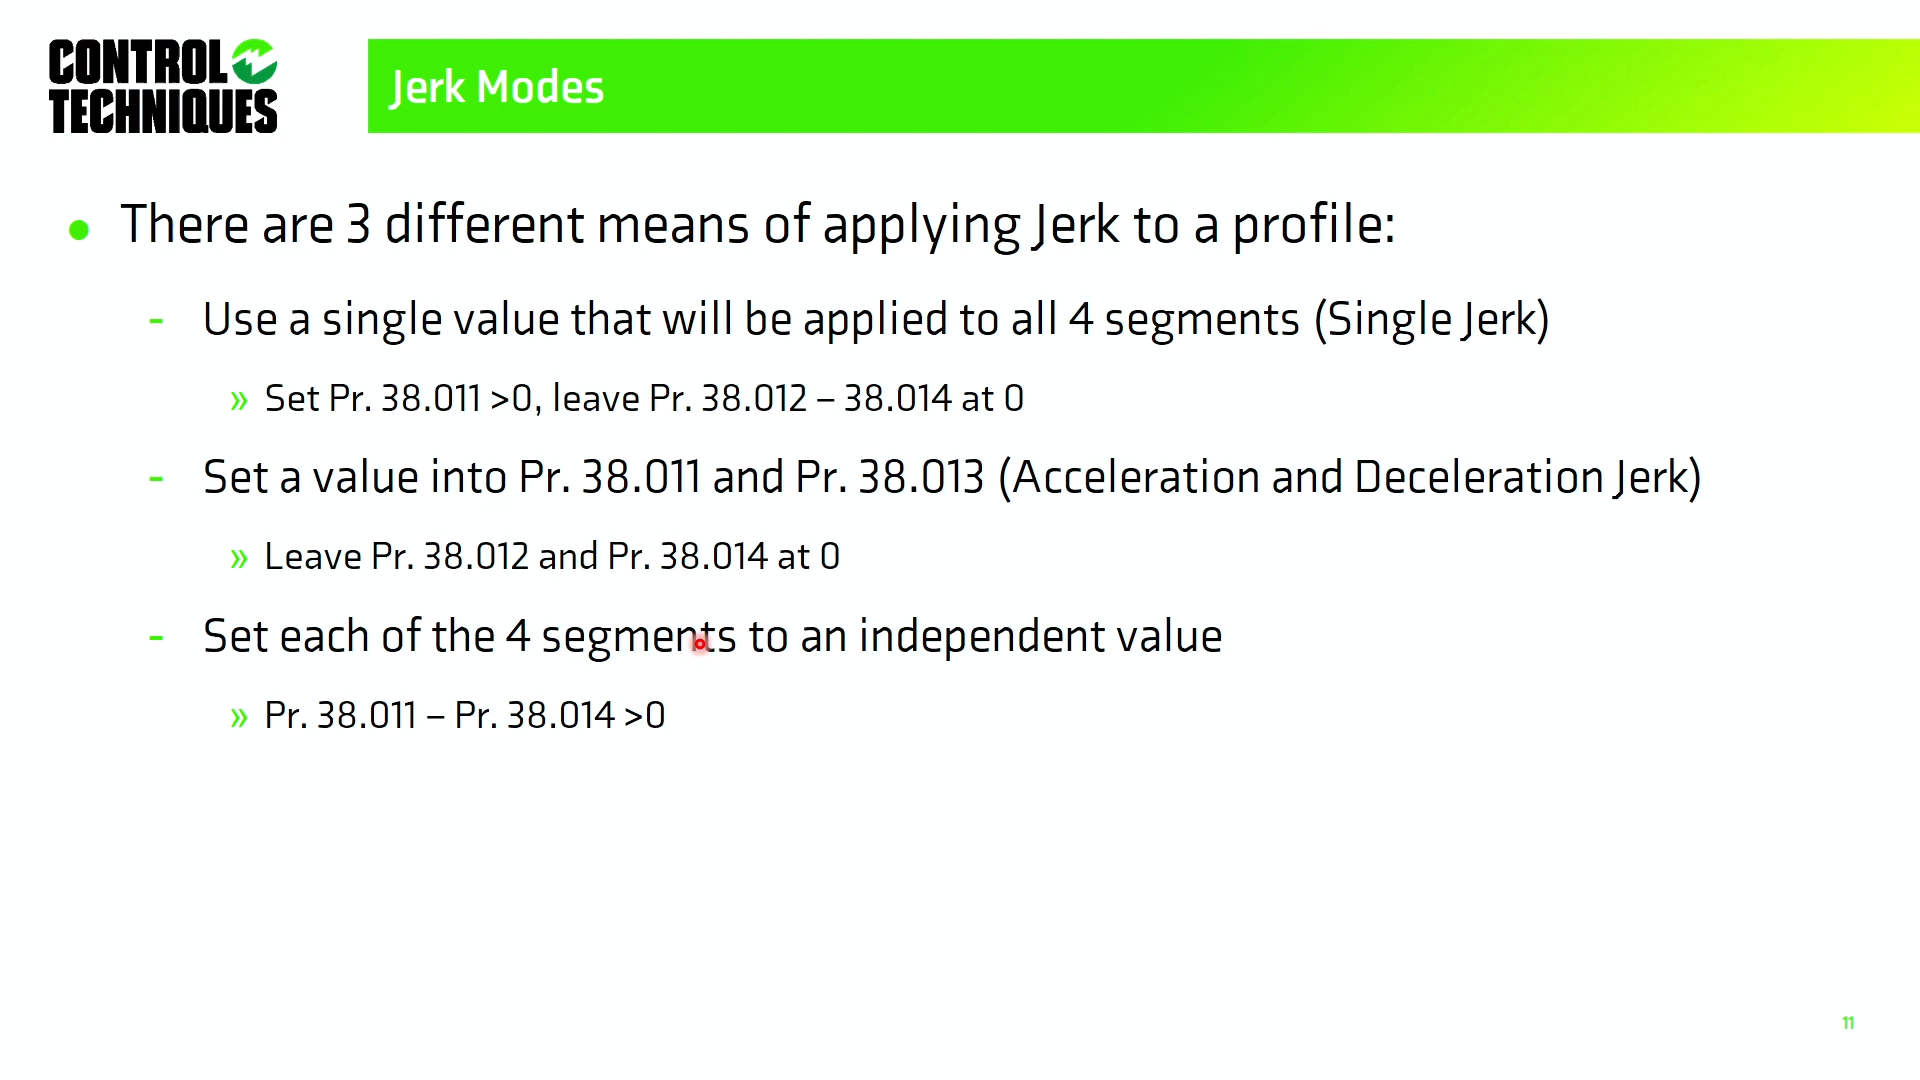 CONTROL
TECHNIQUES
Jerk Modes
There are 3 different means of applying Jerk to a profile:
- Use a single value that will be applied to all 4 segments (Single Jerk)
» Set Pr. 38.011 >0, leave Pr. 38.012 – 38.014 at 0
- Set a value into Pr. 38.011 and Pr. 38.013 (Acceleration and Deceleration Jerk)
» Leave Pr. 38.012 and Pr. 38.014 at 0
- Set each of the 4 segments to an independent value
» Pr. 38.011 – Pr. 38.014 >0
11